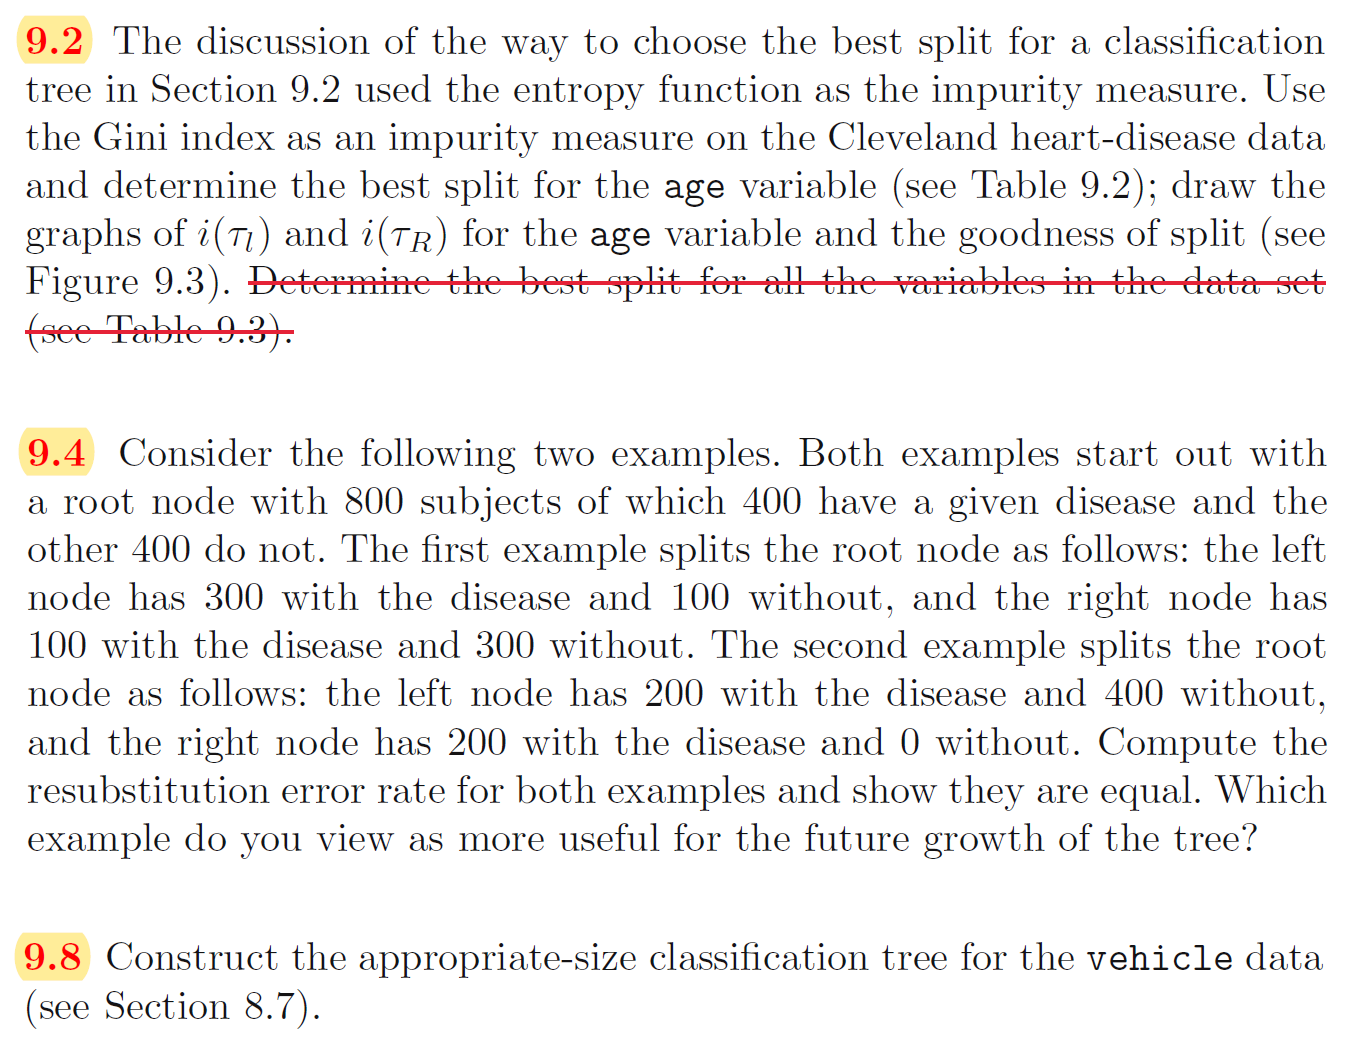 9.2 The discussion of the way to choose the best split for a classification
tree in Section 9.2 used the entropy function as the impurity measure. Use
the Gini index as an impurity measure on the Cleveland heart-disease data
and determine the best split for the age variable (see Table 9.2); draw the
graphs of i(τl) and i(τR) for the age variable and the goodness of split (see
Figure 9.3). Determine the best split for all the variables in the data set
(see Table 9.3).
9.4 Consider the following two examples. Both examples start out with
a root node with 800 subjects of which 400 have a given disease and the
other 400 do not. The first example splits the root node as follows: the left
node has 300 with the disease and 100 without, and the right node has
100 with the disease and 300 without. The second example splits the root
node as follows: the left node has 200 with the disease and 400 without,
and the right node has 200 with the disease and 0 without. Compute the
resubstitution error rate for both examples and show they are equal. Which
example do you view as more useful for the future growth of the tree?
9.8 Construct the appropriate-size classification tree for the vehicle data
(see Section 8.7).